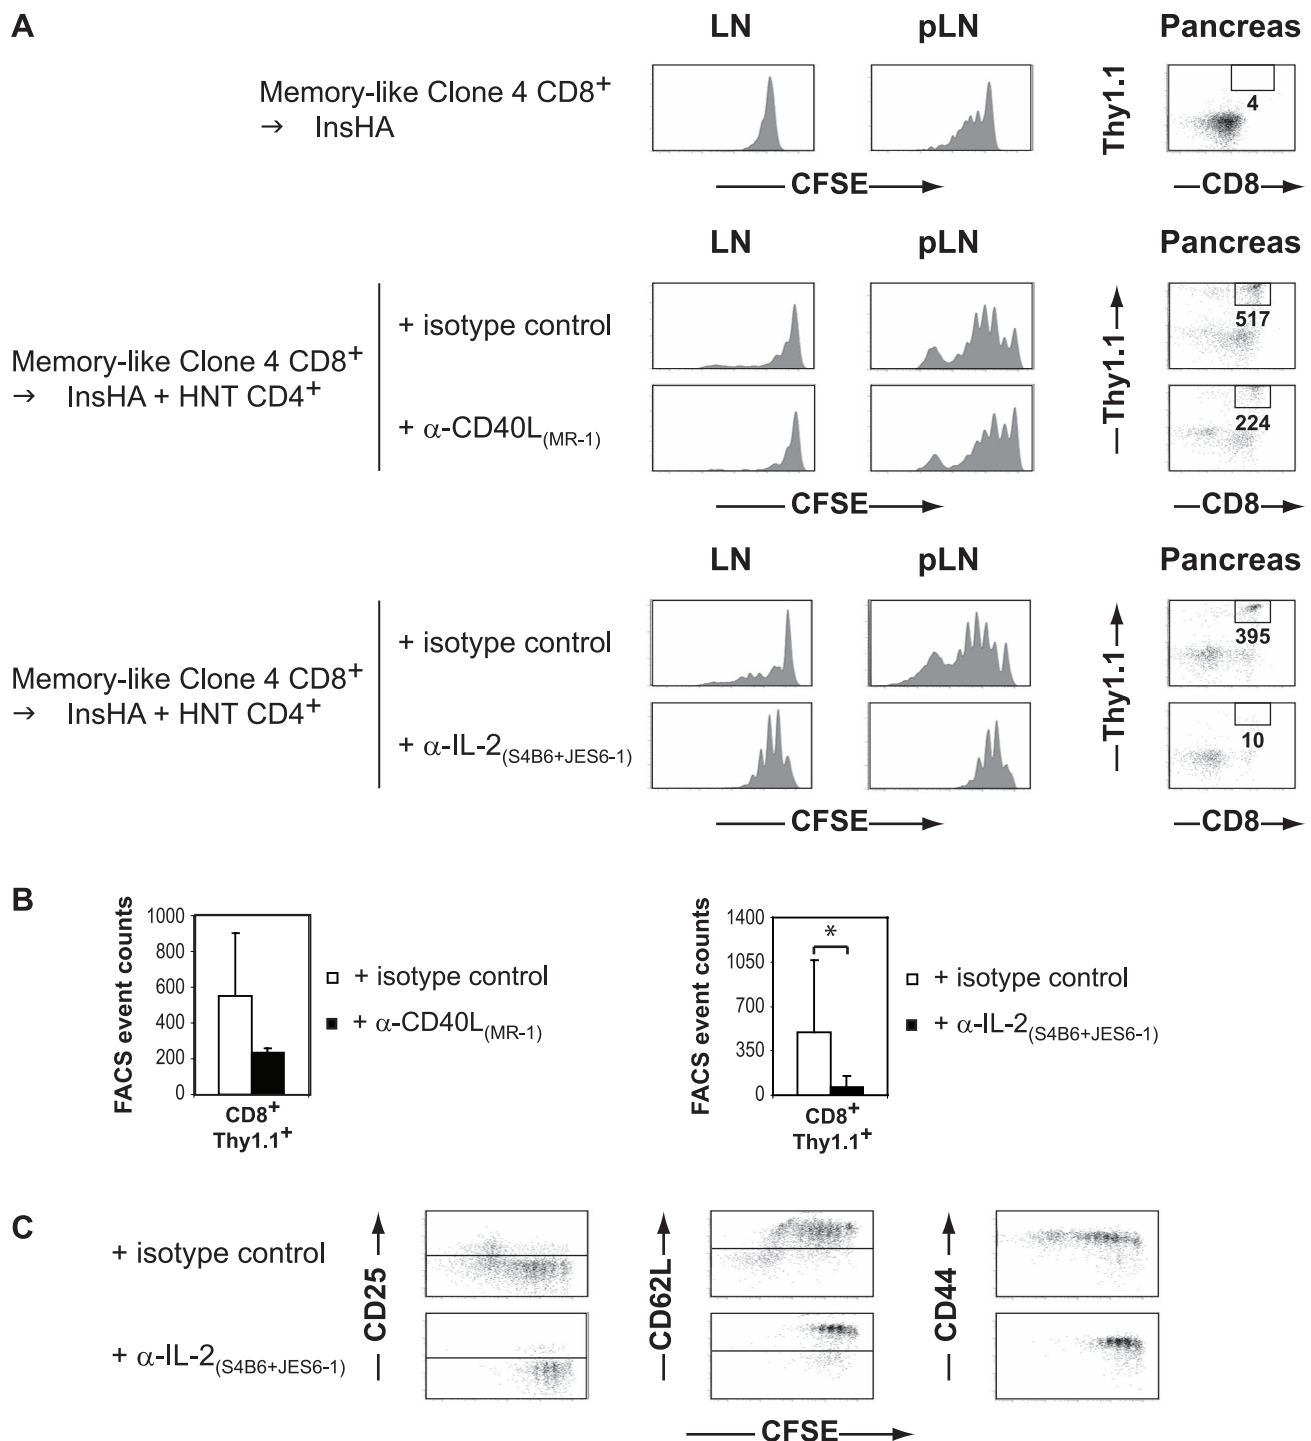 A
LN pLN Pancreas
Memory-like Clone 4 CD8+
→ InsHA
Thy1.1
4
CFSE
CD8
LN pLN Pancreas
Memory-like Clone 4 CD8+
→ InsHA + HNT CD4+
+ isotype control
+ α-CD40L(MR-1)
Thy1.1
517
224
CFSE
CD8
LN pLN Pancreas
Memory-like Clone 4 CD8+
→ InsHA + HNT CD4+
+ isotype control
+ α-IL-2(S4B6+JES6-1)
Thy1.1
395
10
CFSE
CD8
B
FACS event counts
1000
800
600
400
200
0
CD8+
Thy1.1+
+ isotype control
+ α-CD40L(MR-1)
FACS event counts
1400
1050
700
350
0
*
CD8+
Thy1.1+
+ isotype control
+ α-IL-2(S4B6+JES6-1)
C
+ isotype control
+ α-IL-2(S4B6+JES6-1)
CD25
CD62L
CD44
CFSE